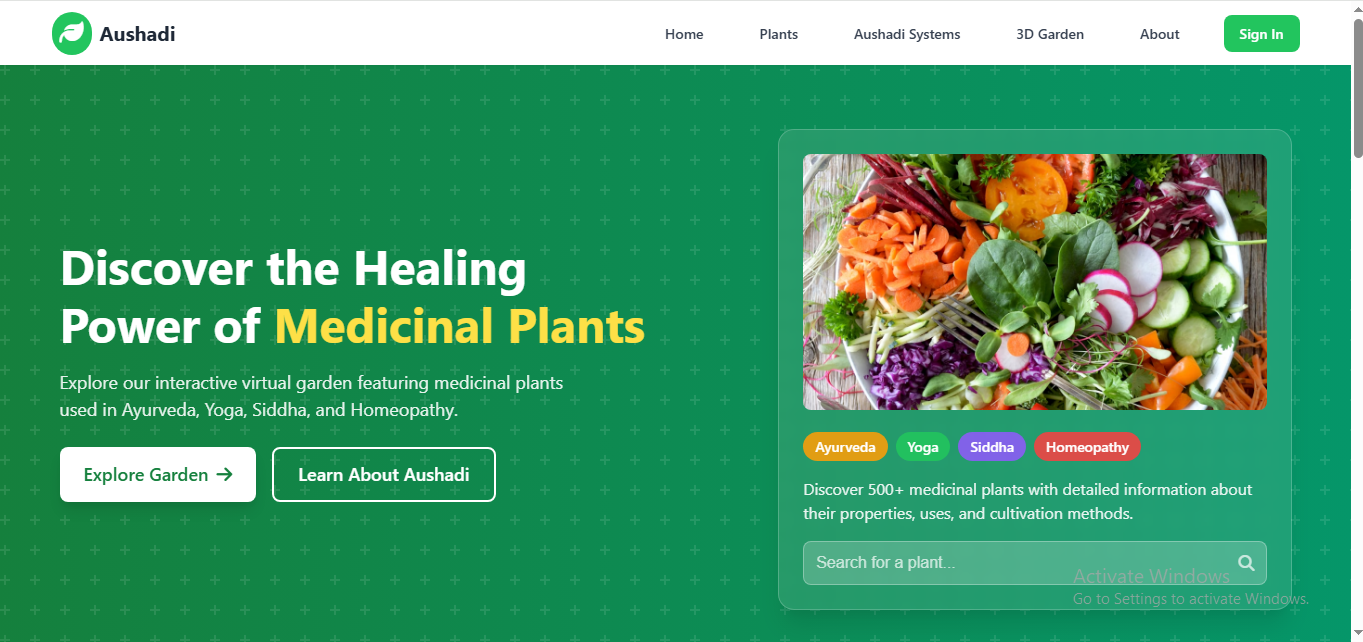 Aushadi
Home
Plants
Aushadi Systems
3D Garden
About
Sign In
Discover the Healing
Power of Medicinal Plants
Explore our interactive virtual garden featuring medicinal plants
used in Ayurveda, Yoga, Siddha, and Homeopathy.
Explore Garden →
Learn About Aushadi
Ayurveda
Yoga
Siddha
Homeopathy
Discover 500+ medicinal plants with detailed information about
their properties, uses, and cultivation methods.
Search for a plant...
Activate Windows
Go to Settings to activate Windows.